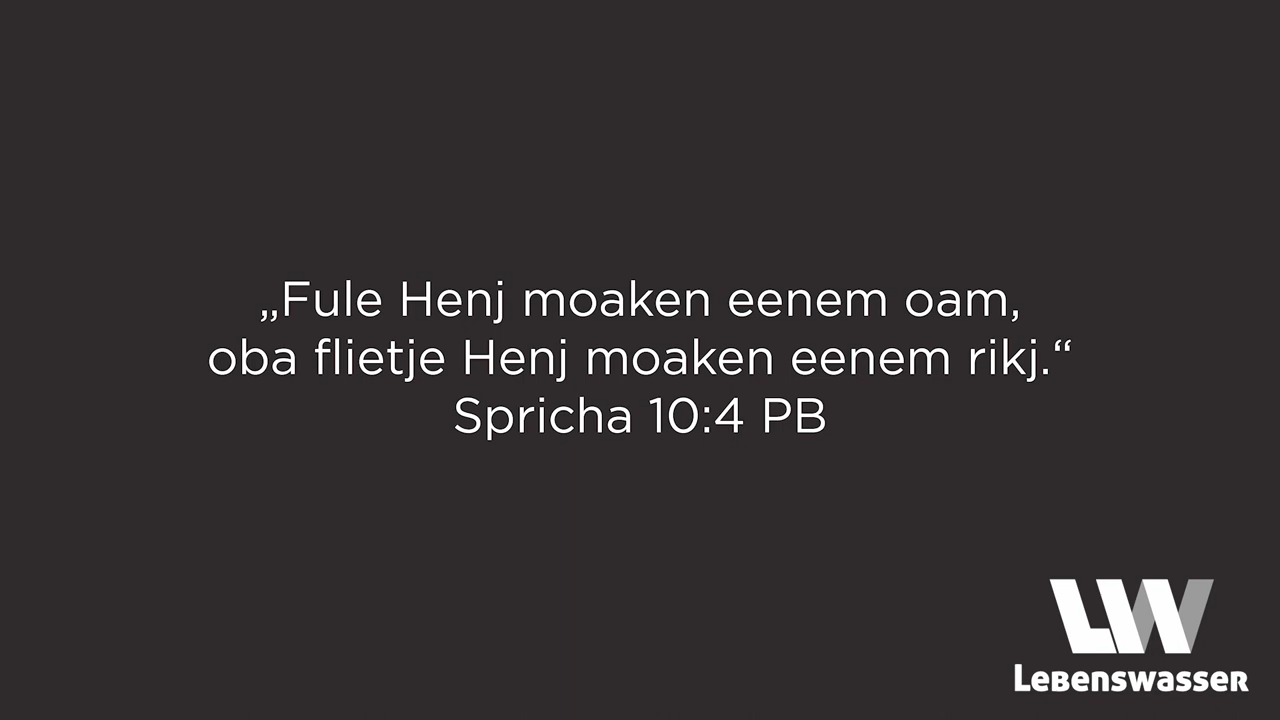 „Fule Henj moaken eenem oam,
oba flietje Henj moaken eenem rikj.“
Spricha 10:4 PB
LW
LEBENSWASSER